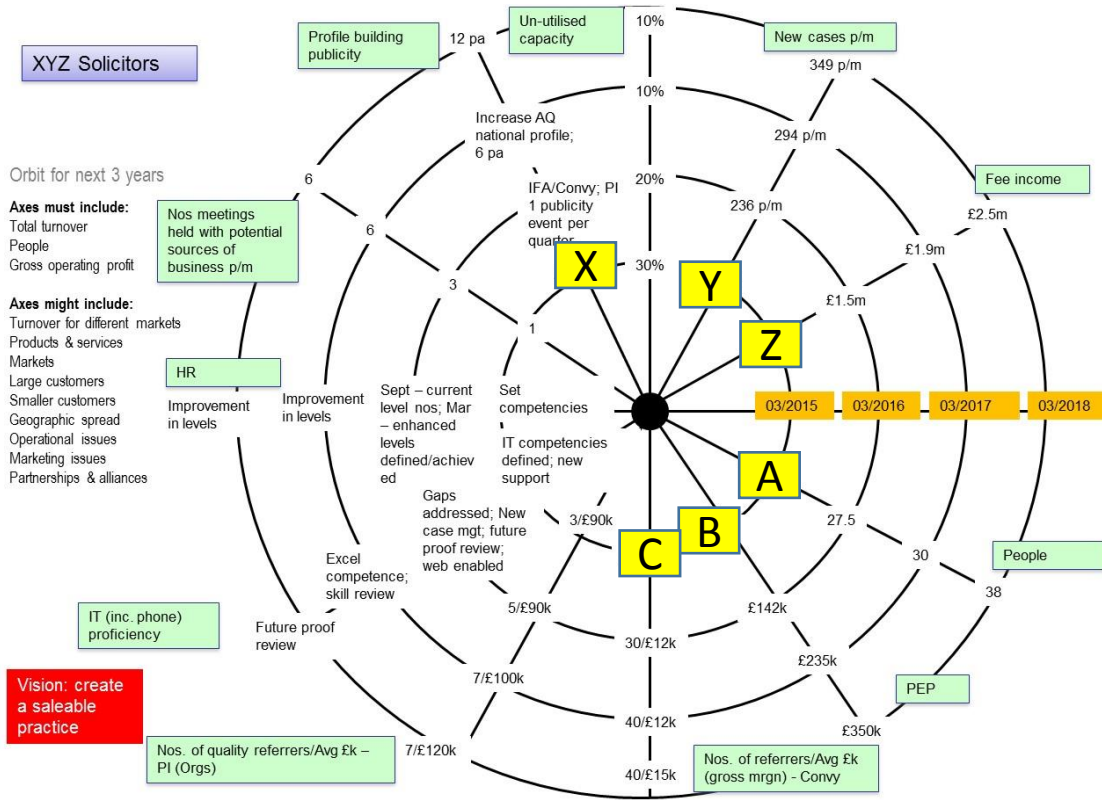 XYZ Solicitors
Profile building
publicity
12 pa
Un-utilised
capacity
10%
New cases p/m
349 p/m
10%
Increase AQ
national profile;
6 pa
294 p/m
Orbit for next 3 years
Axes must include:
Total turnover
People
Gross operating profit
6
Nos meetings
held with potential
sources of
business p/m
6
3
1
IFA/Convy; PI
1 publicity
event per
quarter
20%
30%
236 p/m
Fee income
£2.5m
£1.9m
£1.5m
X
Y
Z
Axes might include:
Turnover for different markets
Products & services
Markets
Large customers
Smaller customers
Geographic spread
Operational issues
Marketing issues
Partnerships & alliances
HR
Improvement
in levels
Improvement
in levels
Sept – current
level nos; Mar
– enhanced
levels
defined/achiev
ed
Set
competencies
03/2015
03/2016
03/2017
03/2018
IT competencies
defined; new
support
A
B
C
Gaps
addressed; New
case mgt; future
proof review;
web enabled
3/£90k
27.5
30
38
People
Excel
competence;
skill review
IT (inc. phone)
proficiency
Future proof
review
5/£90k
30/£12k
£142k
£235k
£350k
PEP
Vision: create
a saleable
practice
7/£100k
40/£12k
Nos. of quality referrers/Avg £k –
PI (Orgs)
7/£120k
40/£15k
Nos. of referrers/Avg £k
(gross mrgn) - Convy